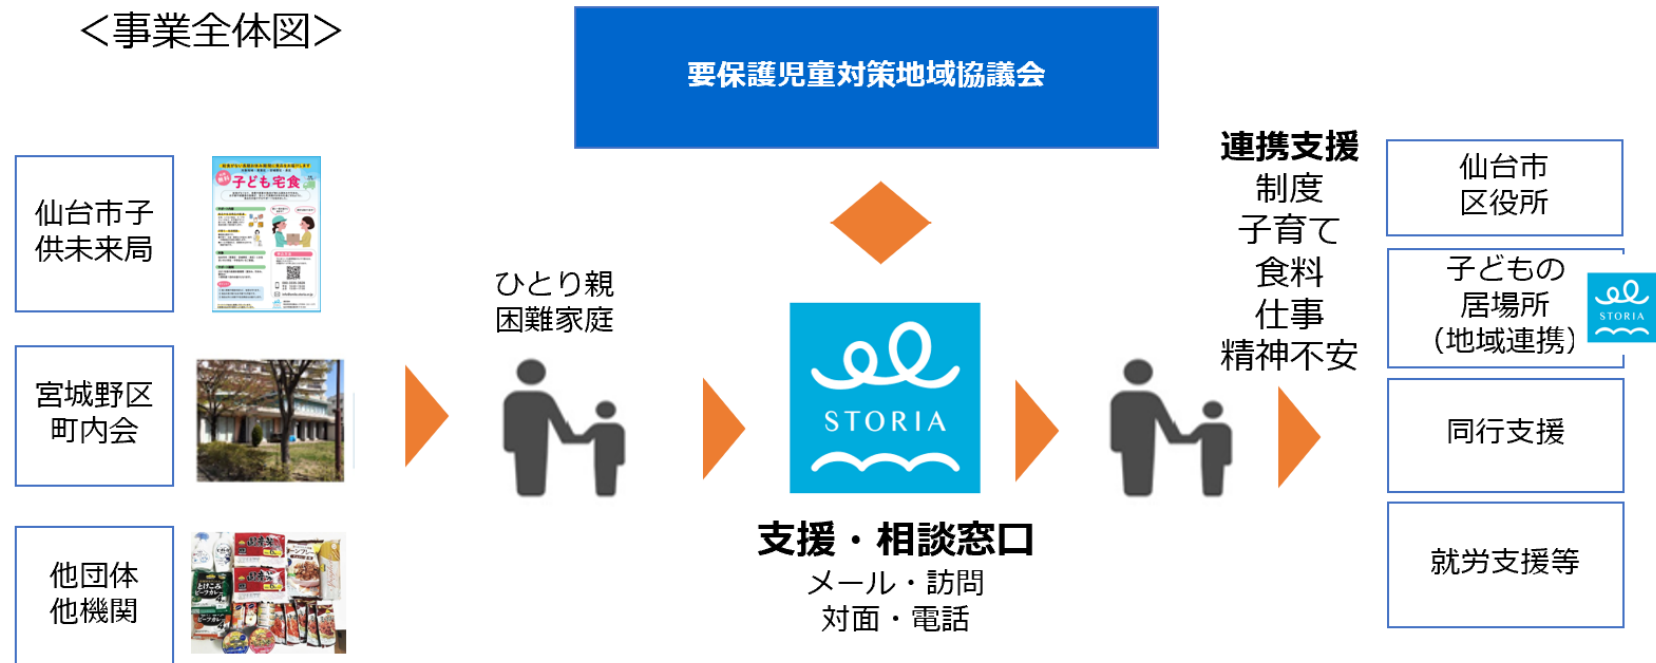 ＜事業全体図＞
要保護児童対策地域協議会
仙台市子
供未来局
子ども宅食
宮城野区
町内会
他団体
他機関
ひとり親
困難家庭
STORIA
支援・相談窓口
メール・訪問
対面・電話
連携支援
制度
子育て
食料
仕事
精神不安
仙台市
区役所
子どもの
居場所
（地域連携）
STORIA
同行支援
就労支援等